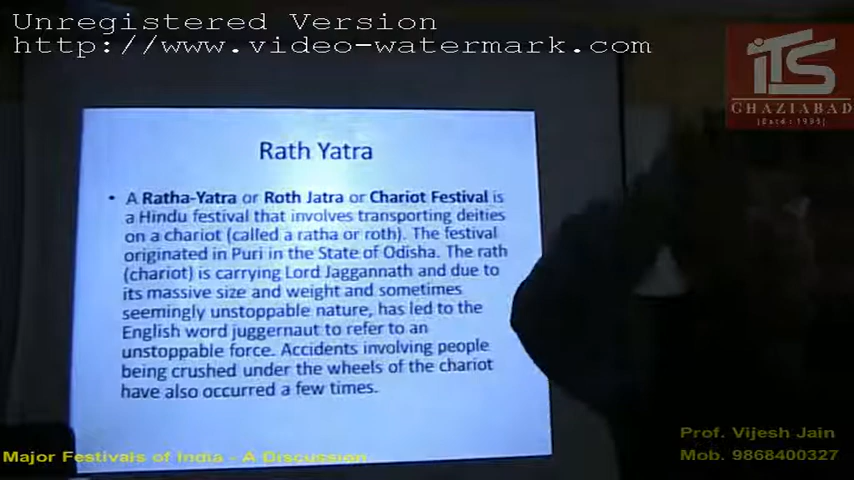 Unregistered Version
http://www.video-watermark.com
iTS
GHAZIABAD
[Estd : 1995]
Rath Yatra
• A Ratha-Yatra or Roth Jatra or Chariot Festival is
a Hindu festival that involves transporting deities
on a chariot (called a ratha or roth). The festival
originated in Puri in the State of Odisha. The rath
(chariot) is carrying Lord Jaggannath and due to
its massive size and weight and sometimes
seemingly unstoppable nature, has led to the
English word juggernaut to refer to an
unstoppable force. Accidents involving people
being crushed under the wheels of the chariot
have also occurred a few times.
Prof. Vijesh Jain
Major Festivals of India - A Discussion
Mob. 9868400327